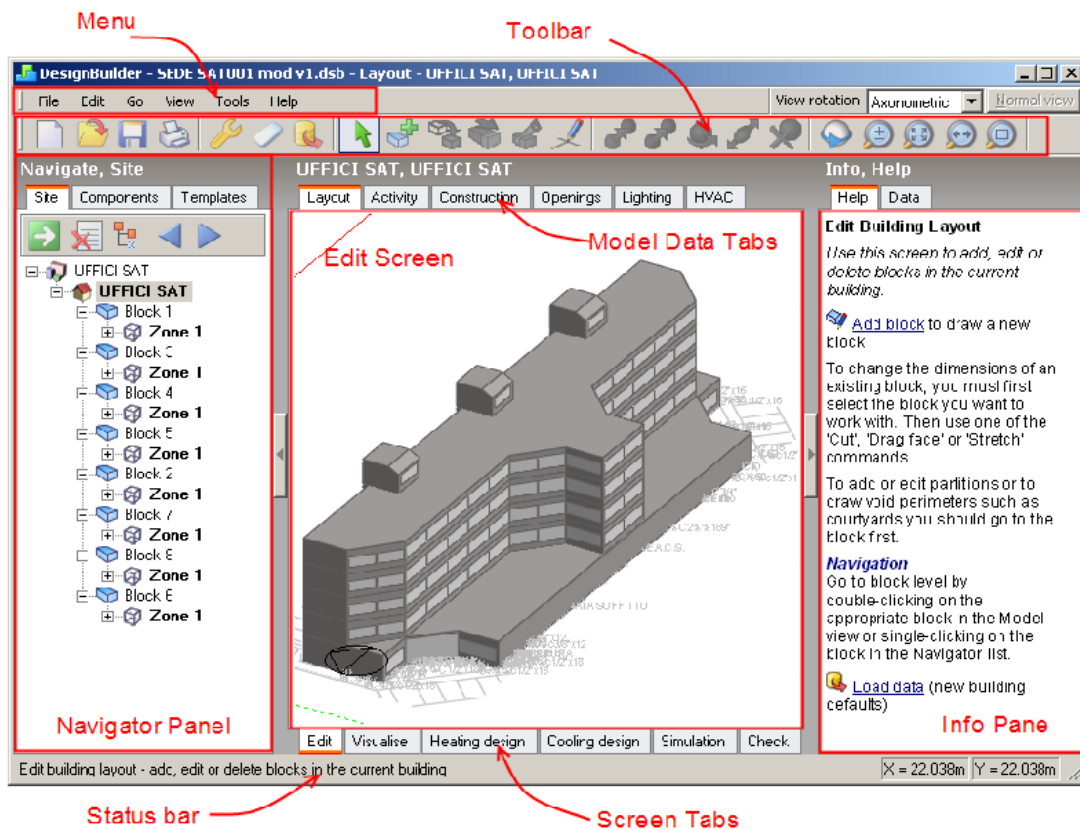 Menu
Toolbar
DesignBuilder - SEDE SAT001 mod v1.dsb - Layout - UFFICI SAT, UFFICI SAT
File Edit Go View Tools Help
View rotation Axonometric Normal view
Navigate, Site
UFFICI SAT, UFFICI SAT
Info, Help
Site Components Templates
Layout Activity Construction Openings Lighting HVAC
Help Data
Model Data Tabs
Edit Screen
UFFICI SAT
UFFICI SAT
Block 1
Zone 1
Block 3
Zone 1
Block 4
Zone 1
Block 5
Zone 1
Block 2
Zone 1
Block 7
Zone 1
Block 8
Zone 1
Block 6
Zone 1
Navigator Panel
Edit Building Layout
Use this screen to add, edit or
delete blocks in the current
building.
Add block to draw a new
block
To change the dimensions of an
existing block, you must first
select the block you want to
work with. Then use one of the
'Cut', 'Drag face' or 'Stretch'
commands
To add or edit partitions or to
draw void perimeters such as
courtyards you should go to the
block first.
Navigation
Go to block level by
double-clicking on the
appropriate block in the Model
view or single-clicking on the
block in the Navigator list.
Load data (new building
defaults)
Info Pane
Edit Visualise Heating design Cooling design Simulation Check
Edit building layout - add, edit or delete blocks in the current building
X = 22.038m Y = 22.038m
Status bar
Screen Tabs